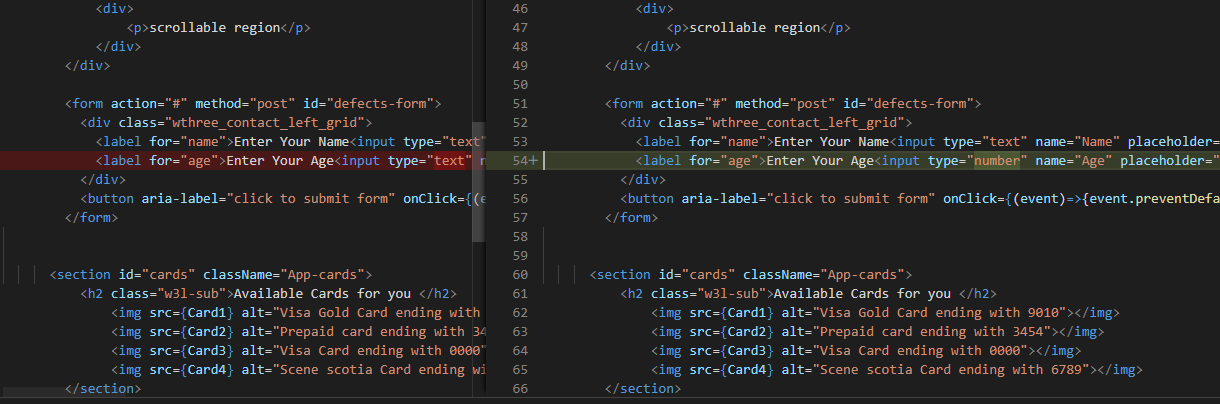 <div>
<p>scrollable region</p>
</div>
</div>
<form action="#" method="post" id="defects-form">
<div class="wthree_contact_left_grid">
<label for="name">Enter Your Name<input type="text"
<label for="age">Enter Your Age<input type="text"
</div>
<button aria-label="click to submit form" onClick={(e
</form>
<section id="cards" className="App-cards">
<h2 class="w3l-sub">Available Cards for you </h2>
<img src={Card1} alt="Visa Gold Card ending with
<img src={Card2} alt="Prepaid card ending with 34
<img src={Card3} alt="Visa Card ending with 0000"
<img src={Card4} alt="Scene scotia Card ending wi
</section>
46 <div>
47 <p>scrollable region</p>
48 </div>
49 </div>
50
51 <form action="#" method="post" id="defects-form">
52 <div class="wthree_contact_left_grid">
53 <label for="name">Enter Your Name<input type="text" name="Name" placeholder=
54+ <label for="age">Enter Your Age<input type="number" name="Age" placeholder="
55 </div>
56 <button aria-label="click to submit form" onClick={(event)=>{event.preventDefa
57 </form>
58
59
60 <section id="cards" className="App-cards">
61 <h2 class="w3l-sub">Available Cards for you </h2>
62 <img src={Card1} alt="Visa Gold Card ending with 9010"></img>
63 <img src={Card2} alt="Prepaid card ending with 3454"></img>
64 <img src={Card3} alt="Visa Card ending with 0000"></img>
65 <img src={Card4} alt="Scene scotia Card ending with 6789"></img>
66 </section>